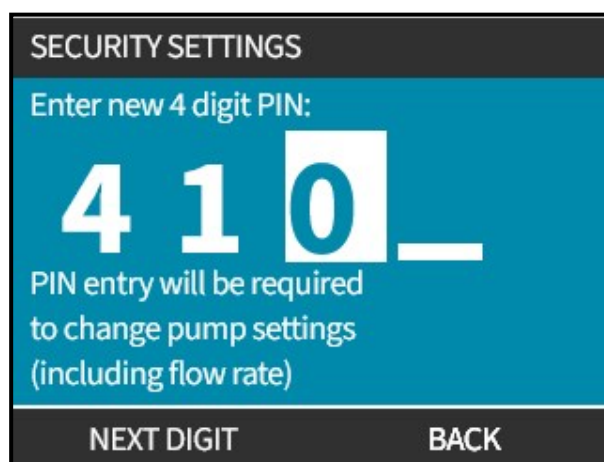 SECURITY SETTINGS
Enter new 4 digit PIN:
4 1 0 _
PIN entry will be required
to change pump settings
(including flow rate)
NEXT DIGIT BACK